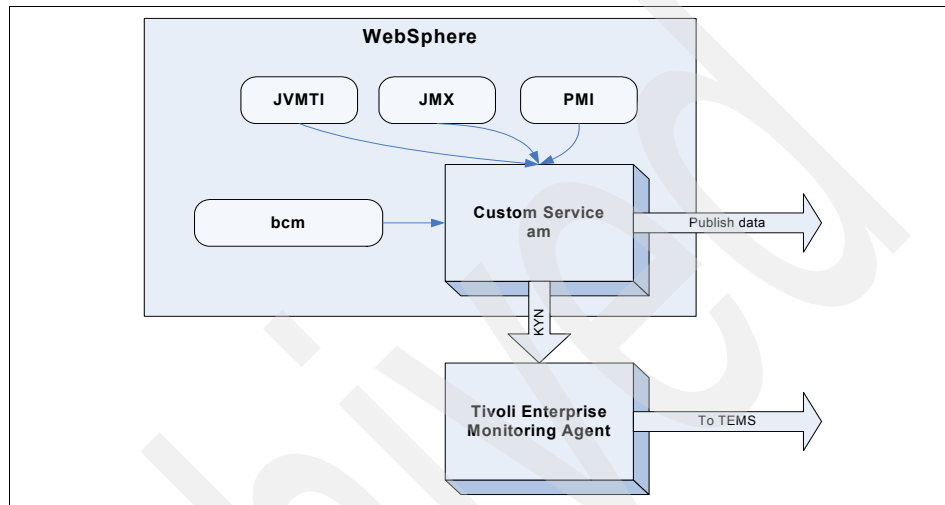 WebSphere
JVMTI
JMX
PMI
bcm
Custom Service
am
Publish data
KYN
Tivoli Enterprise
Monitoring Agent
To TEMS